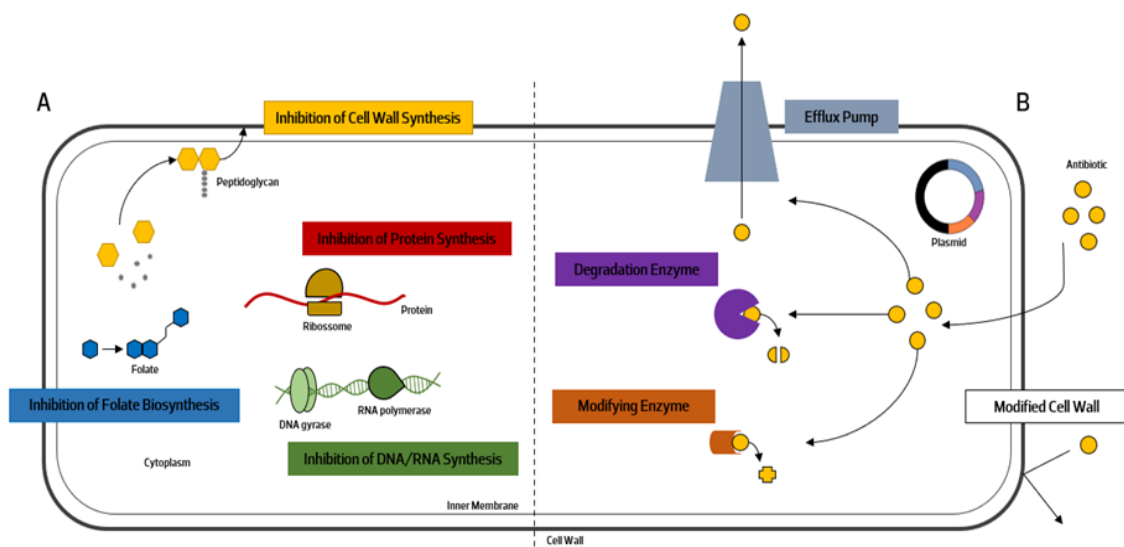 A
Inhibition of Cell Wall Synthesis
Peptidoglycan
Inhibition of Protein Synthesis
Ribossome
Protein
Folate
Inhibition of Folate Biosynthesis
DNA gyrase
RNA polymerase
Inhibition of DNA/RNA Synthesis
Cytoplasm
Inner Membrane
Cell Wall
B
Efflux Pump
Antibiotic
Plasmid
Degradation Enzyme
Modifying Enzyme
Modified Cell Wall